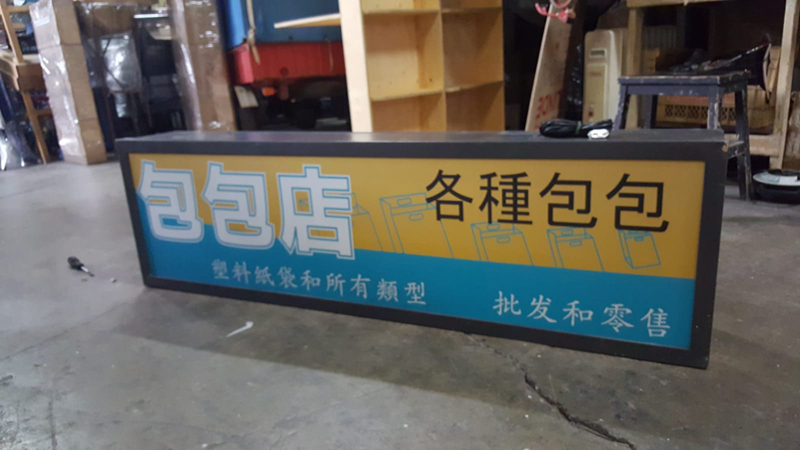 包包店
各種包包
塑料紙袋和所有類型
批发和零售